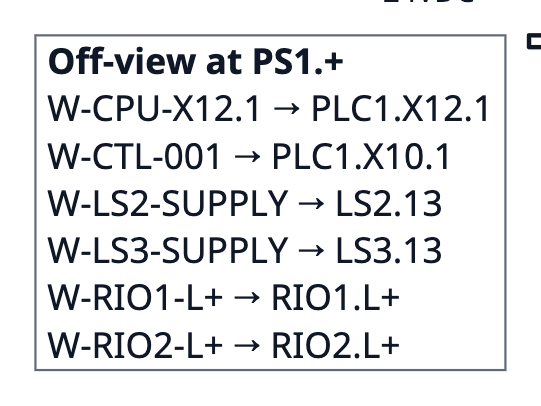 Off-view at PS1.+
W-CPU-X12.1 → PLC1.X12.1
W-CTL-001 → PLC1.X10.1
W-LS2-SUPPLY → LS2.13
W-LS3-SUPPLY → LS3.13
W-RIO1-L+ → RIO1.L+
W-RIO2-L+ → RIO2.L+